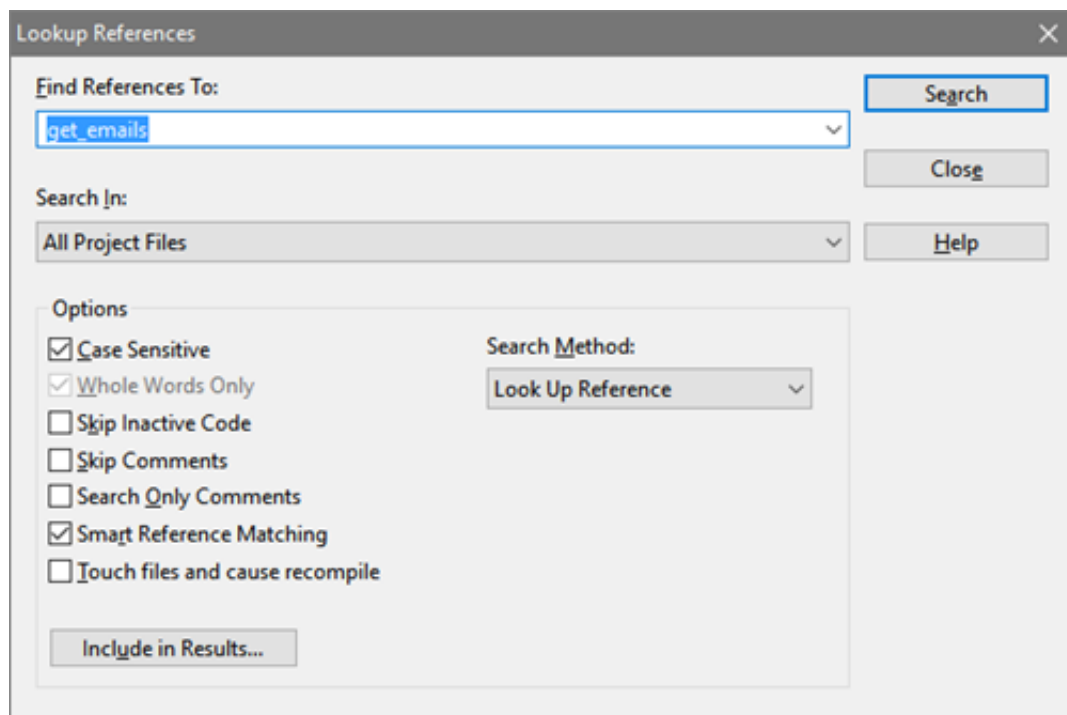 Lookup References
Find References To:
Search
get_emails
Close
Search In:
All Project Files
Help
Options
Case Sensitive
Search Method:
Whole Words Only
Look Up Reference
Skip Inactive Code
Skip Comments
Search Only Comments
Smart Reference Matching
Touch files and cause recompile
Include in Results...